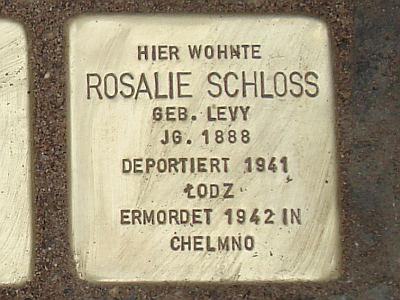 HIER WOHNTE
ROSALIE SCHLOSS
GEB. LEVY
JG. 1888
DEPORTIERT 1941
ŁODZ
ERMORDET 1942 IN
CHELMNO